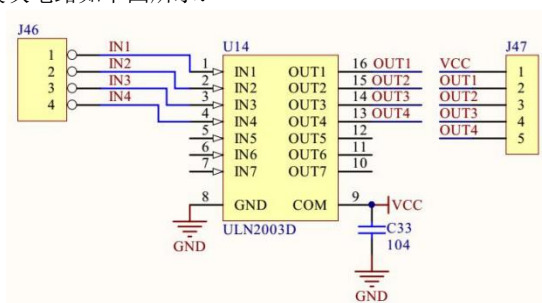 J46
1 IN1
2 IN2
3 IN3
4 IN4
U14
1 IN1 OUT1 16 OUT1
2 IN2 OUT2 15 OUT2
3 IN3 OUT3 14 OUT3
4 IN4 OUT4 13 OUT4
5 IN5 OUT5 12
6 IN6 OUT6 11
7 IN7 OUT7 10
8 GND COM 9 VCC
ULN2003D
GND
C33
104
GND
J47
VCC 1
OUT1 2
OUT2 3
OUT3 4
OUT4 5